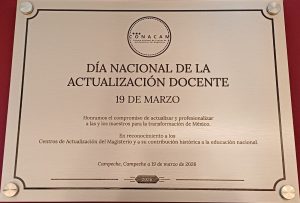 CONACAM
DÍA NACIONAL DE LA
ACTUALIZACIÓN DOCENTE
19 DE MARZO
Honramos el compromiso de actualizar y profesionalizar
a las y los maestros para la transformación de México.
En reconocimiento a los
Centros de Actualización del Magisterio y a su contribución histórica a la educación nacional.
Campeche, Campeche a 19 de marzo de 2026
2026